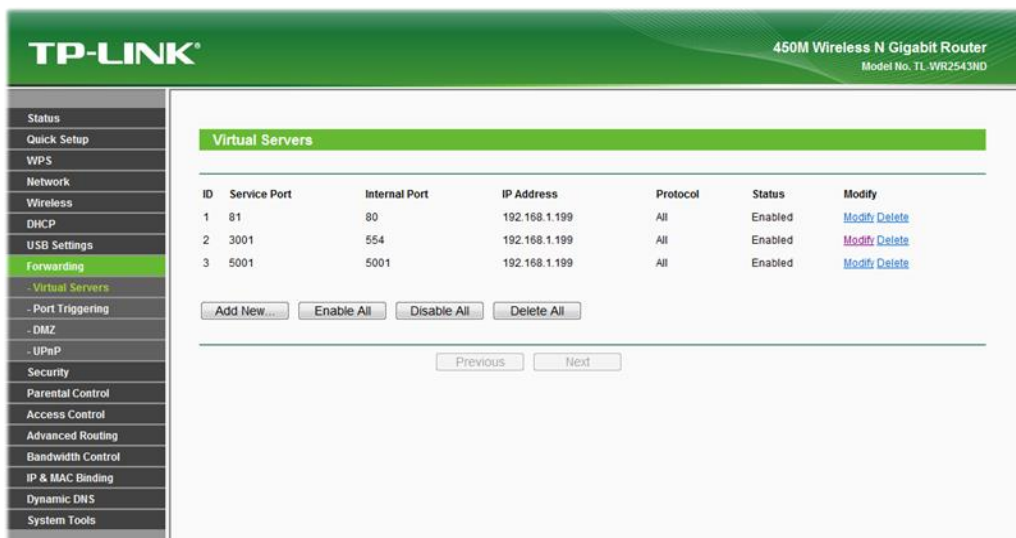 TP-LINK®
450M Wireless N Gigabit Router
Model No. TL-WR2543ND
Status
Quick Setup
WPS
Network
Wireless
DHCP
USB Settings
Forwarding
- Virtual Servers
- Port Triggering
- DMZ
- UPnP
Security
Parental Control
Access Control
Advanced Routing
Bandwidth Control
IP & MAC Binding
Dynamic DNS
System Tools
Virtual Servers
ID Service Port Internal Port IP Address Protocol Status Modify
1 81 80 192.168.1.199 All Enabled Modify Delete
2 3001 554 192.168.1.199 All Enabled Modify Delete
3 5001 5001 192.168.1.199 All Enabled Modify Delete
Add New... Enable All Disable All Delete All
Previous Next